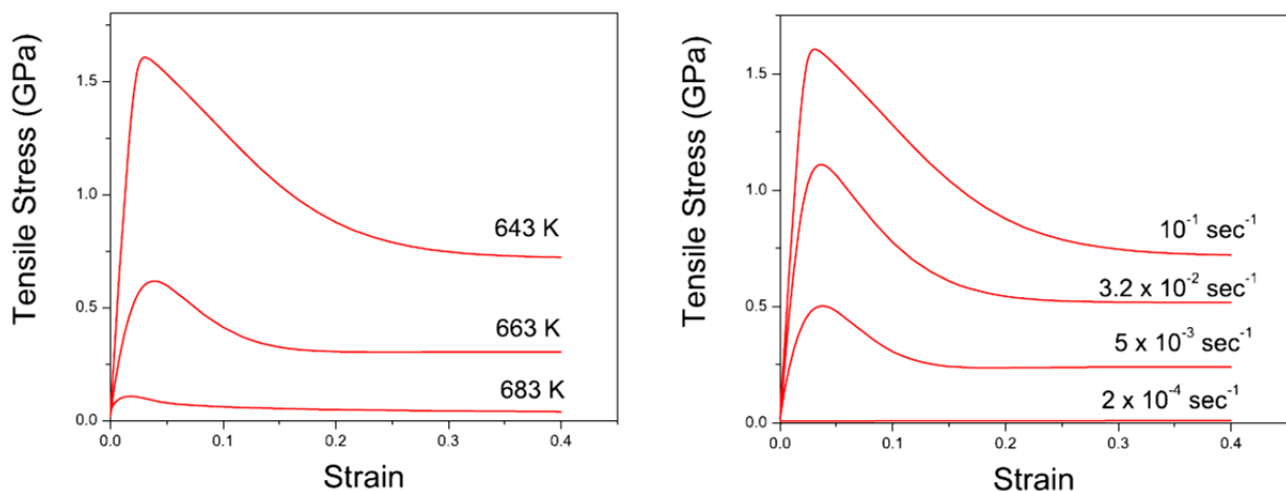 Tensile Stress (GPa)
1.5
1.0
0.5
0.0
643 K
663 K
683 K
0.0 0.1 0.2 0.3 0.4
Strain
Tensile Stress (GPa)
1.5
1.0
0.5
0.0
10⁻¹ sec⁻¹
3.2 x 10⁻² sec⁻¹
5 x 10⁻³ sec⁻¹
2 x 10⁻⁴ sec⁻¹
0.0 0.1 0.2 0.3 0.4
Strain